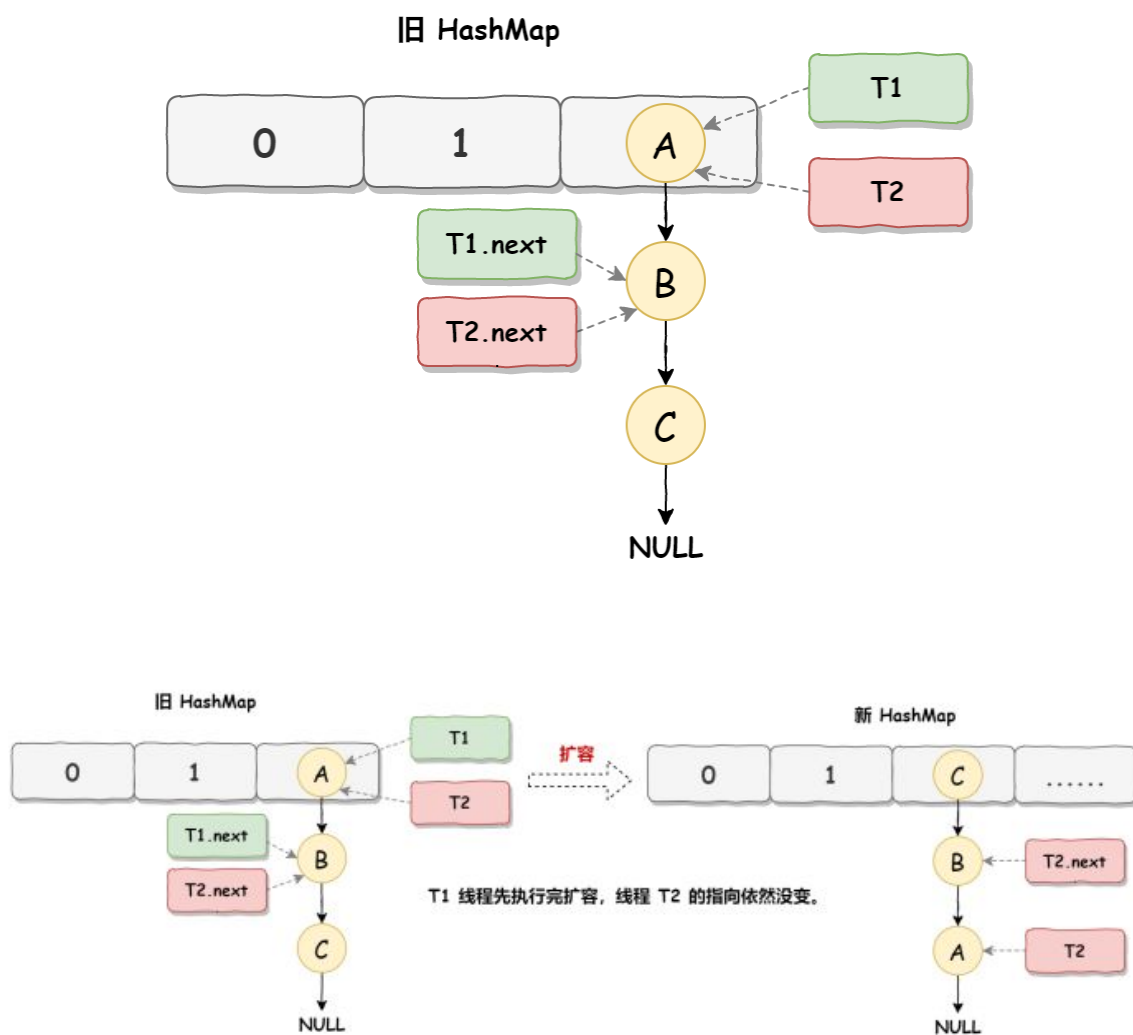 旧 HashMap
0 1 A
T1
T2
T1.next
B
T2.next
C
NULL
旧 HashMap
0 1 A
T1
T2
T1.next
B
T2.next
C
NULL
扩容
T1 线程先执行完扩容，线程 T2 的指向依然没变。
新 HashMap
0 1 C ......
B
T2.next
A
T2
NULL